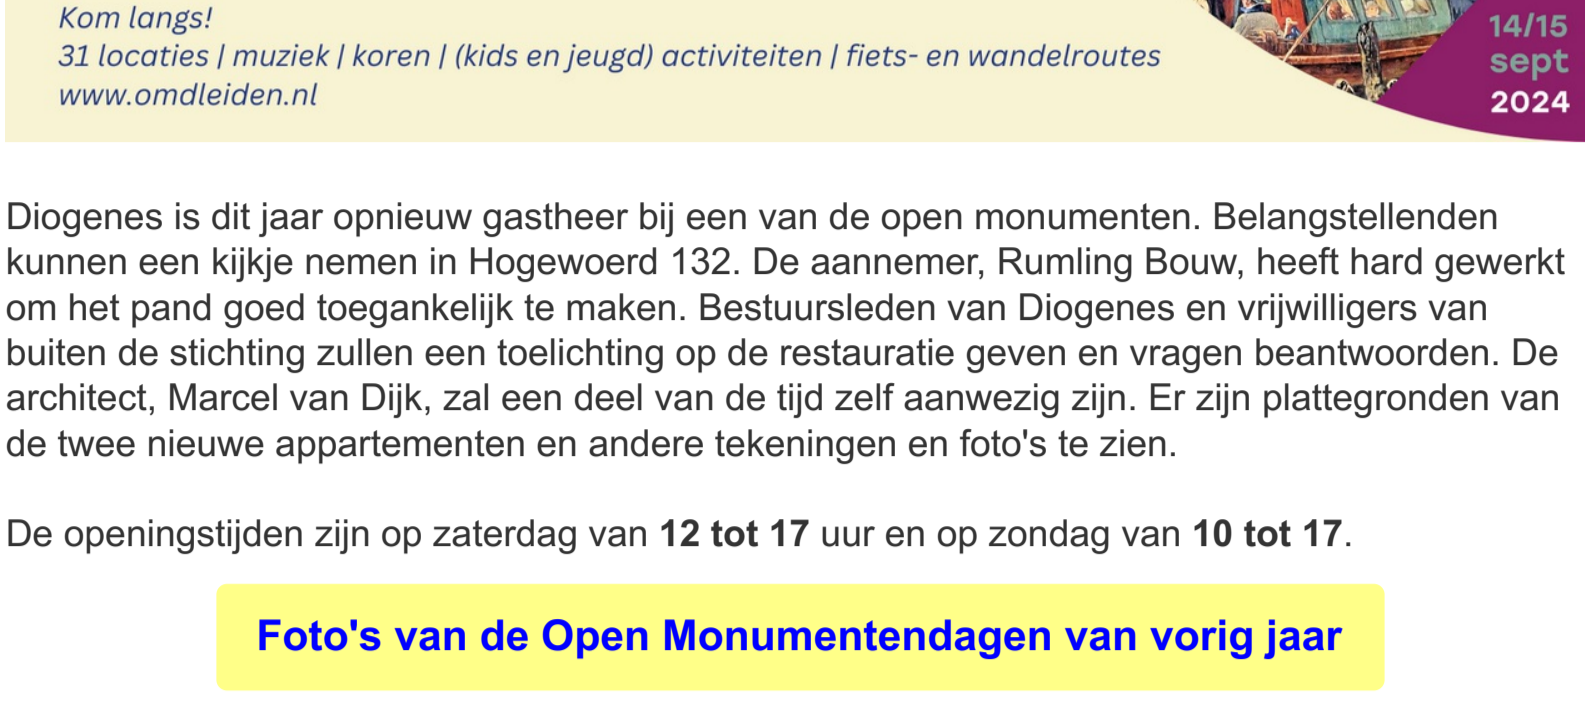 Kom langs!
31 locaties | muziek | koren | (kids en jeugd) activiteiten | fiets- en wandelroutes
www.omdleiden.nl
14/15
sept
2024
Diogenes is dit jaar opnieuw gastheer bij een van de open monumenten. Belangstellenden
kunnen een kijkje nemen in Hogewoerd 132. De aannemer, Rumling Bouw, heeft hard gewerkt
om het pand goed toegankelijk te maken. Bestuursleden van Diogenes en vrijwilligers van
buiten de stichting zullen een toelichting op de restauratie geven en vragen beantwoorden. De
architect, Marcel van Dijk, zal een deel van de tijd zelf aanwezig zijn. Er zijn plattegronden van
de twee nieuwe appartementen en andere tekeningen en foto's te zien.
De openingstijden zijn op zaterdag van 12 tot 17 uur en op zondag van 10 tot 17.
Foto's van de Open Monumentendagen van vorig jaar